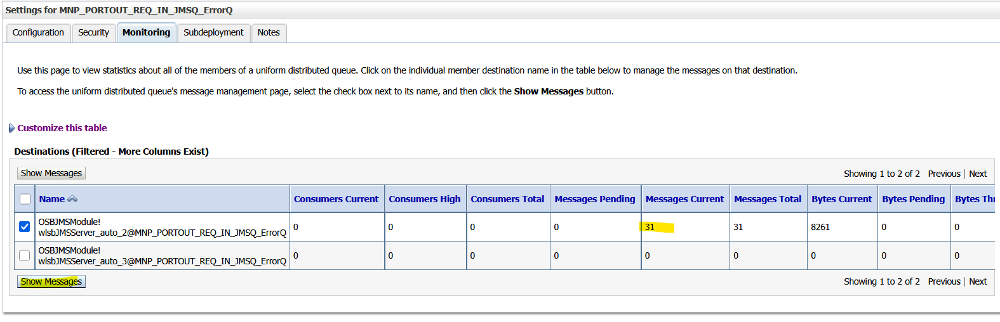 Settings for MNP_PORTOUT_REQ_IN_JMSQ_ErrorQ
Configuration Security Monitoring Subdeployment Notes
Use this page to view statistics about all of the members of a uniform distributed queue. Click on the individual member destination name in the table below to manage the messages on that destination.
To access the uniform distributed queue's message management page, select the check box next to its name, and then click the Show Messages button.
Customize this table
Destinations (Filtered - More Columns Exist)
Show Messages Showing 1 to 2 of 2 Previous | Next
Name Consumers Current Consumers High Consumers Total Messages Pending Messages Current Messages Total Bytes Current Bytes Pending Bytes Thr
OSBJMSModule!
wlsbJMSServer_auto_2@MNP_PORTOUT_REQ_IN_JMSQ_ErrorQ 0 0 0 0 31 31 8261 0 0
OSBJMSModule!
wlsbJMSServer_auto_3@MNP_PORTOUT_REQ_IN_JMSQ_ErrorQ 0 0 0 0 0 0 0 0 0
Show Messages Showing 1 to 2 of 2 Previous | Next